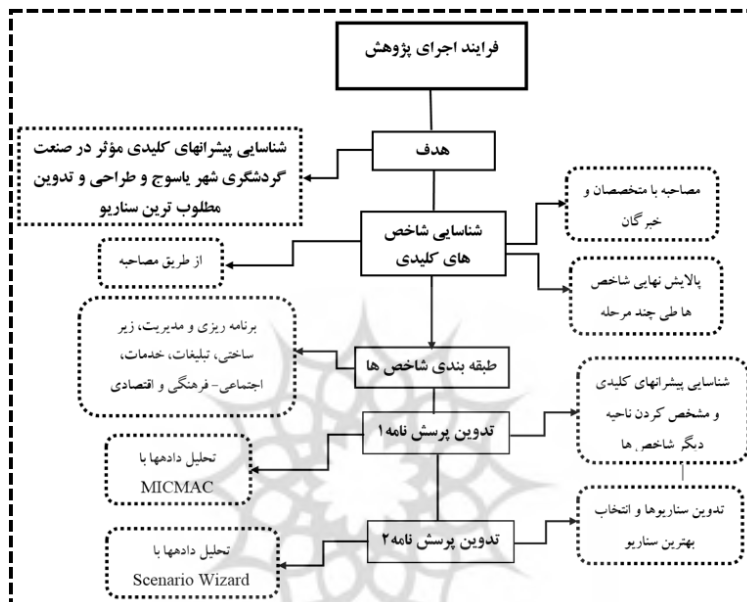 فرایند اجرای پژوهش
هدف
شناسایی پیشرانهای کلیدی مؤثر در صنعت
گردشگری شهر یاسوج و طراحی و تدوین
مطلوب ترین سناریو
مصاحبه با متخصصان و
خبرگان
شناسایی شاخص
های کلیدی
از طریق مصاحبه
پالایش نهایی شاخص
ها طی چند مرحله
برنامه ریزی و مدیریت، زیر
ساختی، تبلیغات، خدمات،
اجتماعی- فرهنگی و اقتصادی
طبقه بندی شاخص ها
شناسایی پیشرانهای کلیدی
و مشخص کردن ناحیه
دیگر شاخص ها
تدوین پرسش نامه۱
تحلیل دادهها با
MICMAC
تدوین سناریوها و انتخاب
بهترین سناریو
تدوین پرسش نامه۲
تحلیل دادهها با
Scenario Wizard